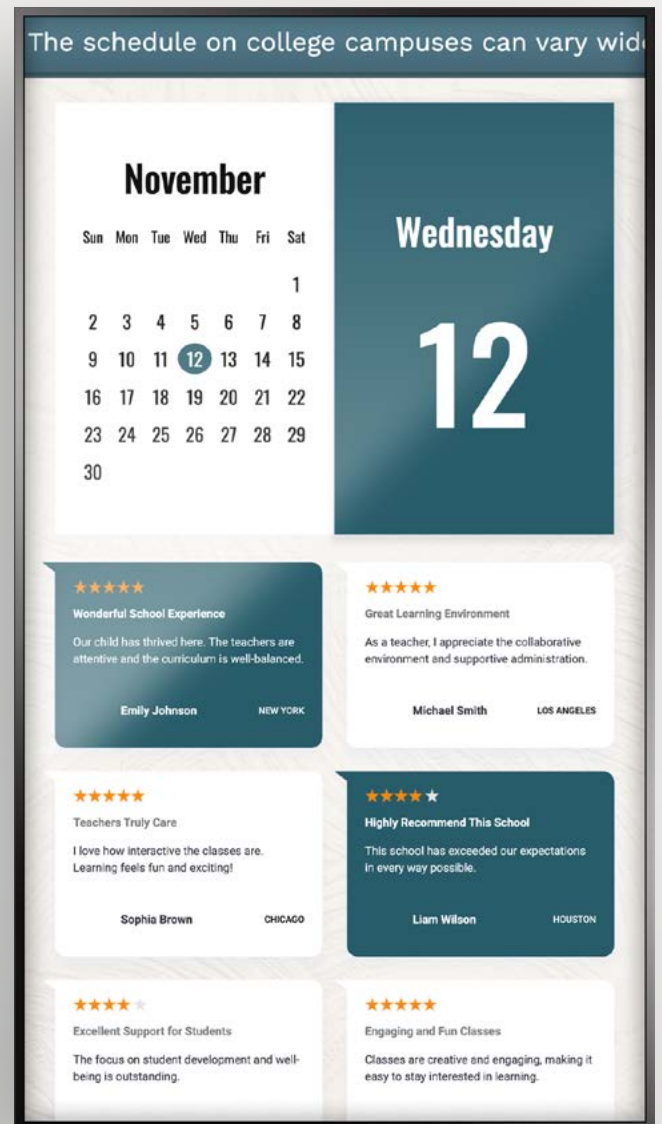 The schedule on college campuses can vary
November
Sun Mon Tue Wed Thu Fri Sat
1
2 3 4 5 6 7 8
9 10 11 12 13 14 15
16 17 18 19 20 21 22
23 24 25 26 27 28 29
30
Wednesday
12
Wonderful School Experience
Our child has thrived here. The teachers are
attentive and the curriculum is well-balanced.
Emily Johnson NEW YORK
Great Learning Environment
As a teacher, I appreciate the collaborative
environment and supportive administration.
Michael Smith LOS ANGELES
Teachers Truly Care
I love how interactive the classes are.
Learning feels fun and exciting!
Sophia Brown CHICAGO
Highly Recommend This School
This school has exceeded our expectations
in every way possible.
Liam Wilson HOUSTON
Excellent Support for Students
The focus on student development and well-
being is outstanding.
Engaging and Fun Classes
Classes are creative and engaging, making it
easy to stay interested in learning.